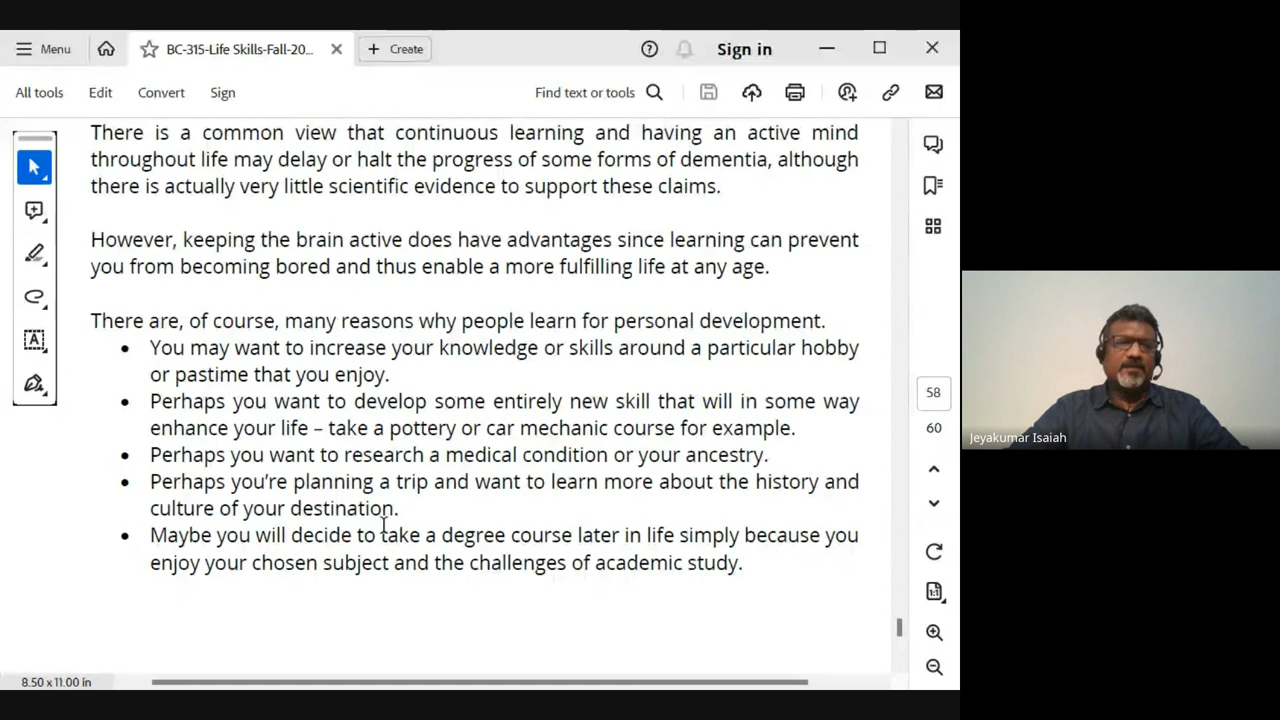 Menu
BC-315-Life Skills-Fall-20...
Create
Sign in
All tools
Edit
Convert
Sign
Find text or tools
There is a common view that continuous learning and having an active mind
throughout life may delay or halt the progress of some forms of dementia, although
there is actually very little scientific evidence to support these claims.
However, keeping the brain active does have advantages since learning can prevent
you from becoming bored and thus enable a more fulfilling life at any age.
There are, of course, many reasons why people learn for personal development.
• You may want to increase your knowledge or skills around a particular hobby
or pastime that you enjoy.
• Perhaps you want to develop some entirely new skill that will in some way
enhance your life – take a pottery or car mechanic course for example.
• Perhaps you want to research a medical condition or your ancestry.
• Perhaps you're planning a trip and want to learn more about the history and
culture of your destination.
• Maybe you will decide to take a degree course later in life simply because you
enjoy your chosen subject and the challenges of academic study.
58
60
1:1
8.50 x 11.00 in
Jeyakumar Isaiah